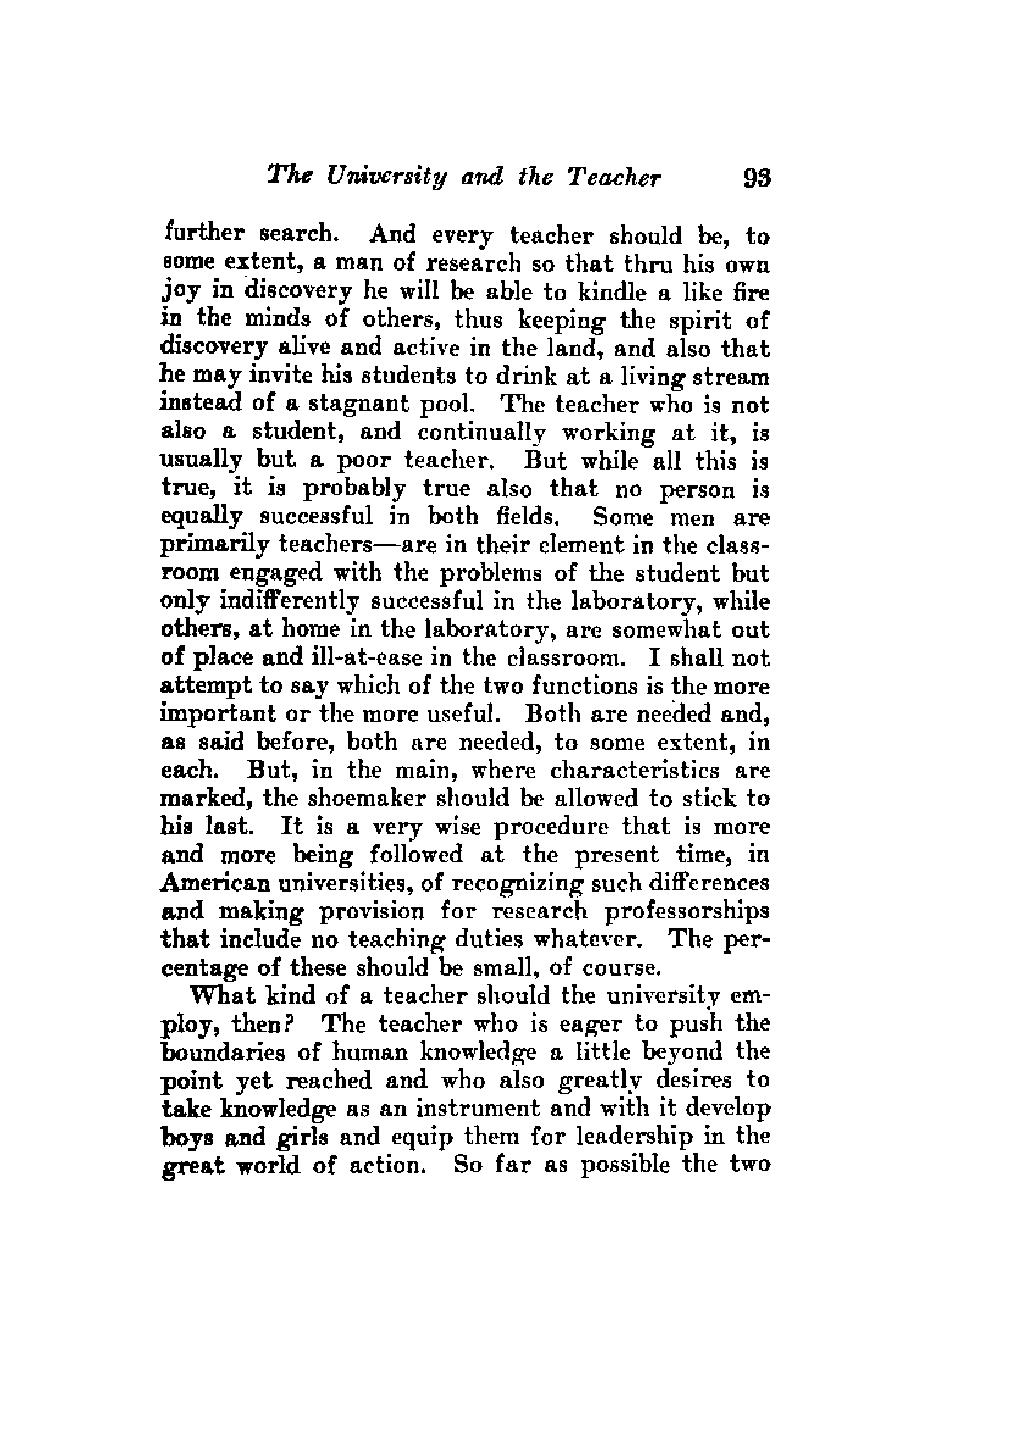 The University and the Teacher 93
further search. And every teacher should be, to
some extent, a man of research so that thru his own
joy in discovery he will be able to kindle a like fire
in the minds of others, thus keeping the spirit of
discovery alive and active in the land, and also that
he may invite his students to drink at a living stream
instead of a stagnant pool. The teacher who is not
also a student, and continually working at it, is
usually but a poor teacher. But while all this is
true, it is probably true also that no person is
equally successful in both fields. Some men are
primarily teachers—are in their element in the class-
room engaged with the problems of the student but
only indifferently successful in the laboratory, while
others, at home in the laboratory, are somewhat out
of place and ill-at-ease in the classroom. I shall not
attempt to say which of the two functions is the more
important or the more useful. Both are needed and,
as said before, both are needed, to some extent, in
each. But, in the main, where characteristics are
marked, the shoemaker should be allowed to stick to
his last. It is a very wise procedure that is more
and more being followed at the present time, in
American universities, of recognizing such differences
and making provision for research professorships
that include no teaching duties whatever. The per-
centage of these should be small, of course.
What kind of a teacher should the university em-
ploy, then? The teacher who is eager to push the
boundaries of human knowledge a little beyond the
point yet reached and who also greatly desires to
take knowledge as an instrument and with it develop
boys and girls and equip them for leadership in the
great world of action. So far as possible the two